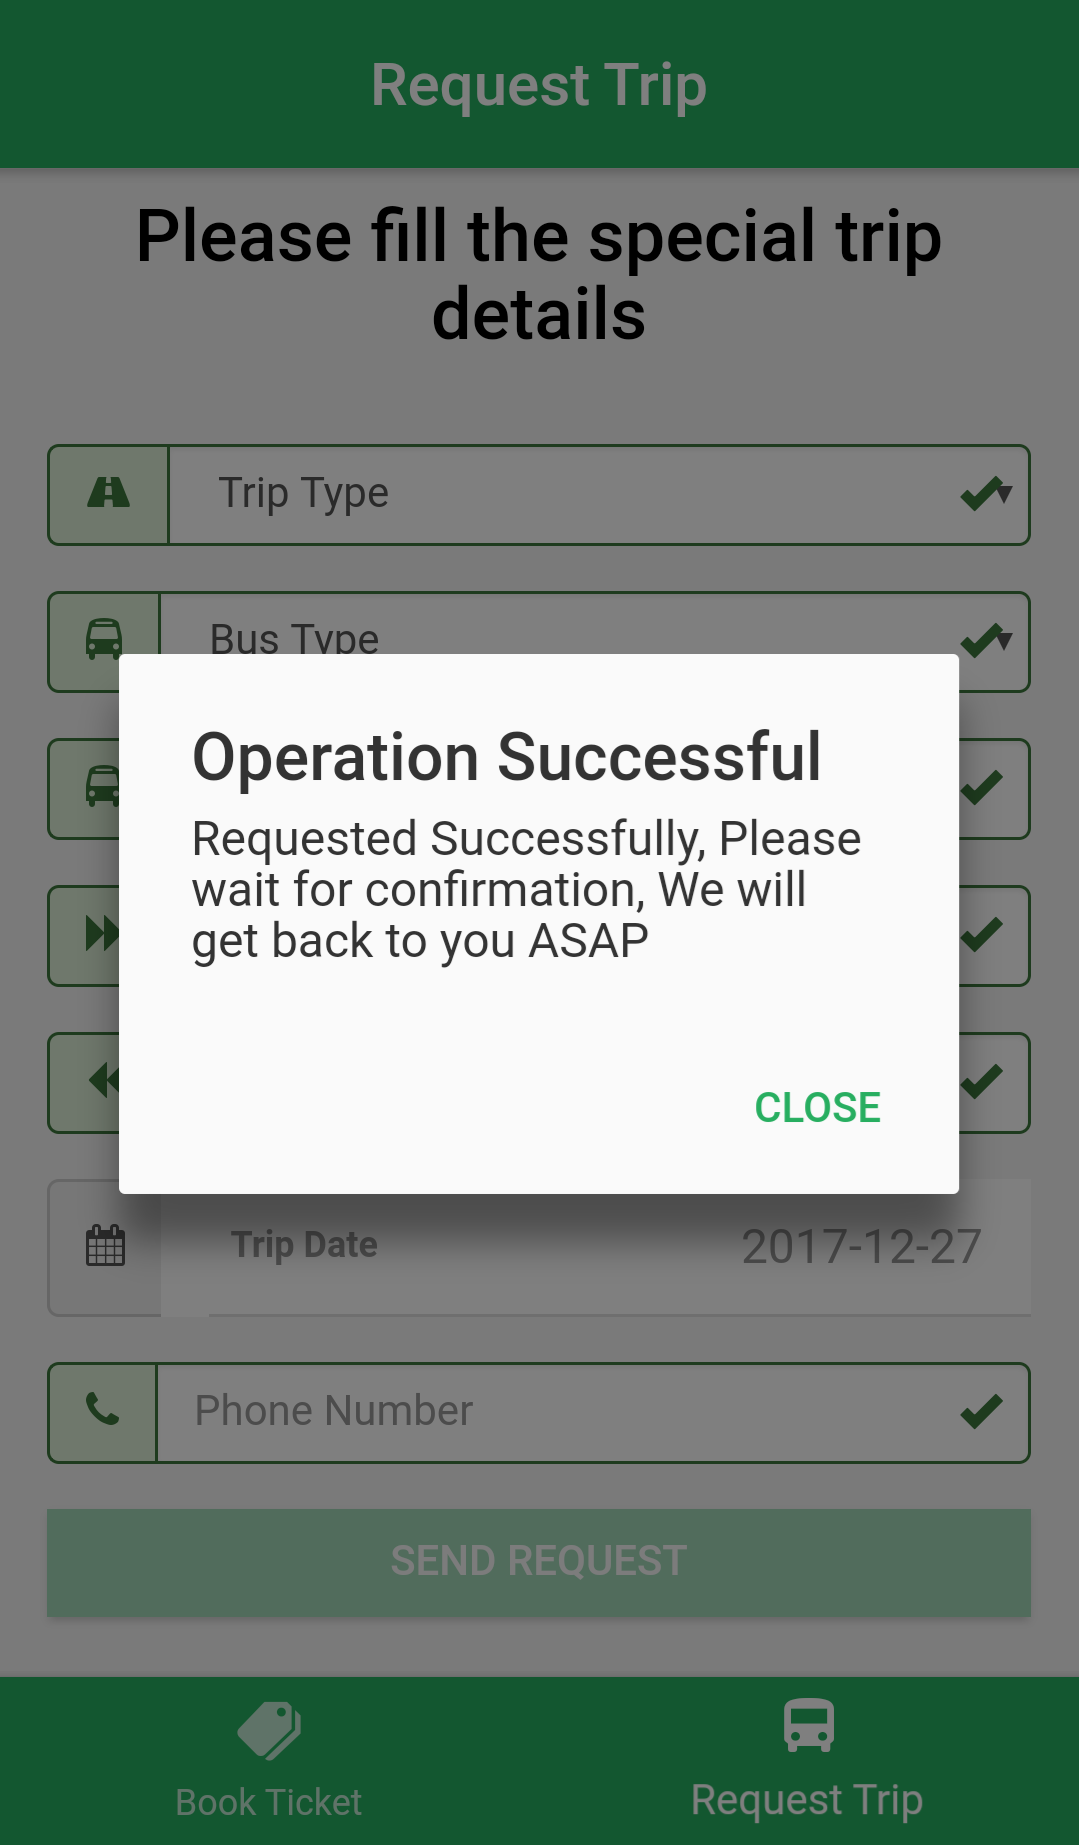 Request Trip
Please fill the special trip
details
Trip Type
Bus Type
Operation Successful
Requested Successfully, Please
wait for confirmation, We will
get back to you ASAP
CLOSE
Trip Date 2017-12-27
Phone Number
SEND REQUEST
Book Ticket
Request Trip